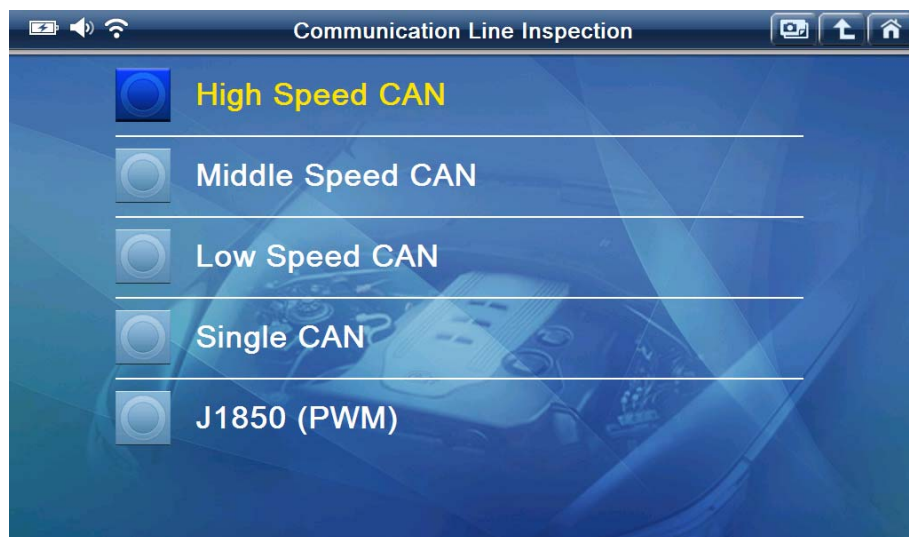 Communication Line Inspection
High Speed CAN
Middle Speed CAN
Low Speed CAN
Single CAN
J1850 (PWM)